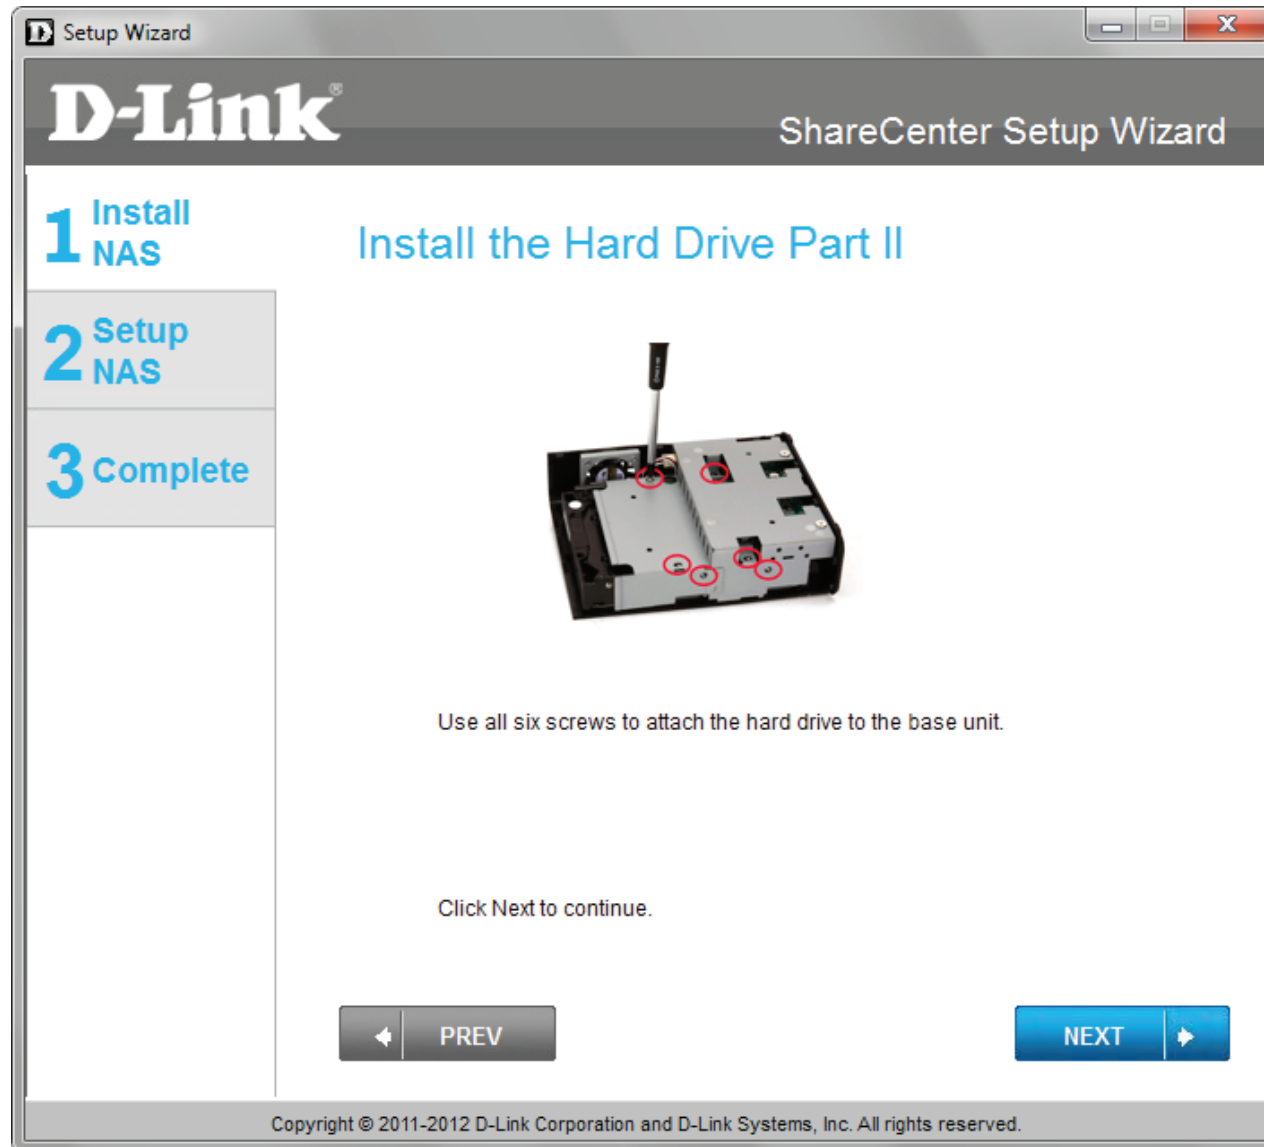 Setup Wizard
D-Link®
ShareCenter Setup Wizard
1 Install
NAS
2 Setup
NAS
3 Complete
Install the Hard Drive Part II
Use all six screws to attach the hard drive to the base unit.
Click Next to continue.
PREV
NEXT
Copyright © 2011-2012 D-Link Corporation and D-Link Systems, Inc. All rights reserved.